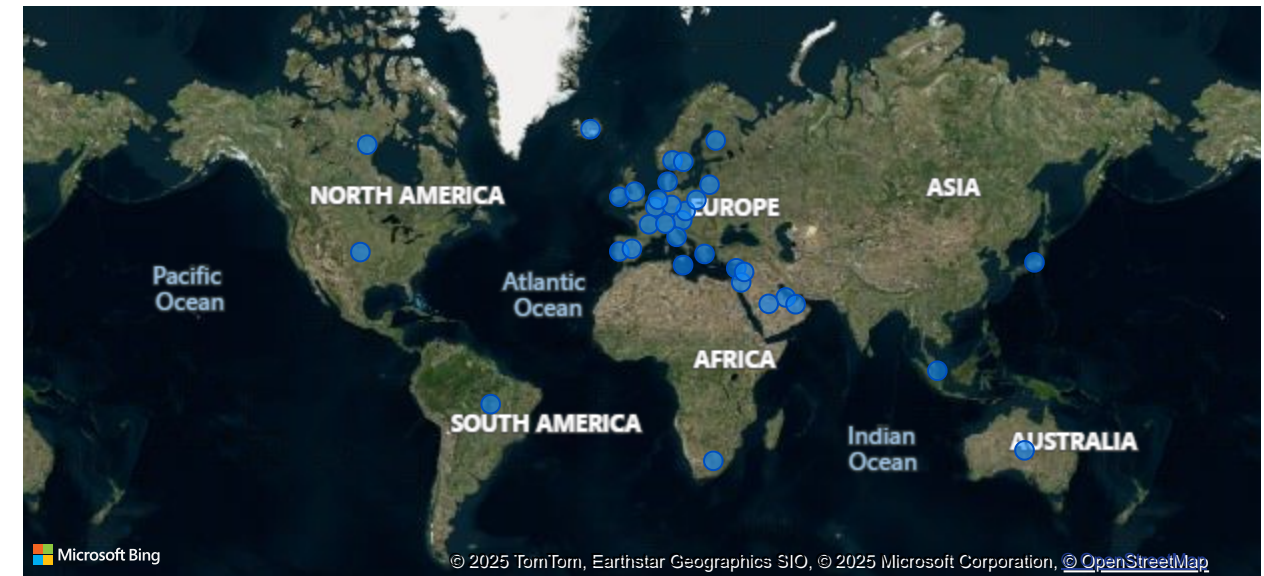 NORTH AMERICA
ASIA
EUROPE
Pacific
Ocean
Atlantic
Ocean
AFRICA
SOUTH AMERICA
Indian
Ocean
AUSTRALIA
Microsoft Bing
© 2025 TomTom, Earthstar Geographics SIO, © 2025 Microsoft Corporation, © OpenStreetMap